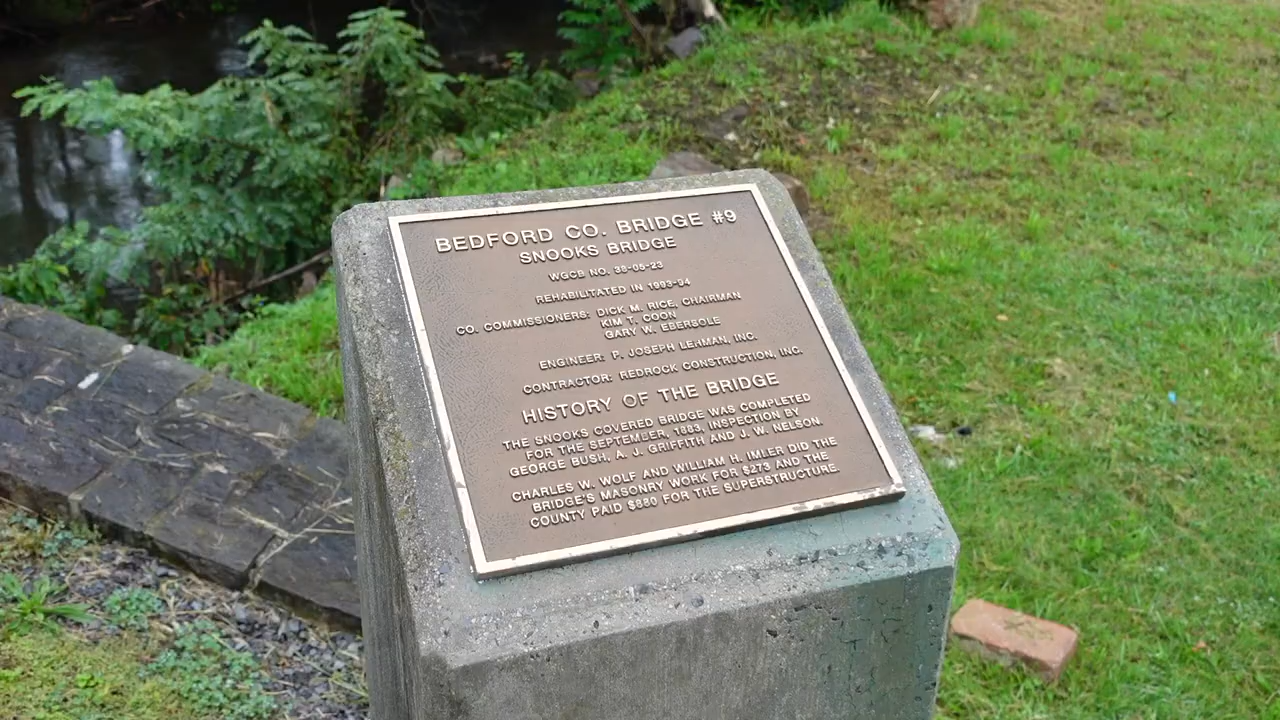 BEDFORD CO. BRIDGE #9
SNOOKS BRIDGE
WGCB NO. 38-05-23
REHABILITATED IN 1993-94
CO. COMMISSIONERS: DICK M. RICE, CHAIRMAN
KIM T. COON
GARY W. EBERSOLE
ENGINEER: P. JOSEPH LEHMAN, INC.
CONTRACTOR: REDROCK CONSTRUCTION, INC.
HISTORY OF THE BRIDGE
THE SNOOKS COVERED BRIDGE WAS COMPLETED
FOR THE SEPTEMBER, 1883, INSPECTION BY
GEORGE BUSH, A. J. GRIFFITH AND J. W. NELSON.
CHARLES W. WOLF AND WILLIAM H. IMLER DID THE
BRIDGE'S MASONRY WORK FOR $273 AND THE
COUNTY PAID $880 FOR THE SUPERSTRUCTURE.